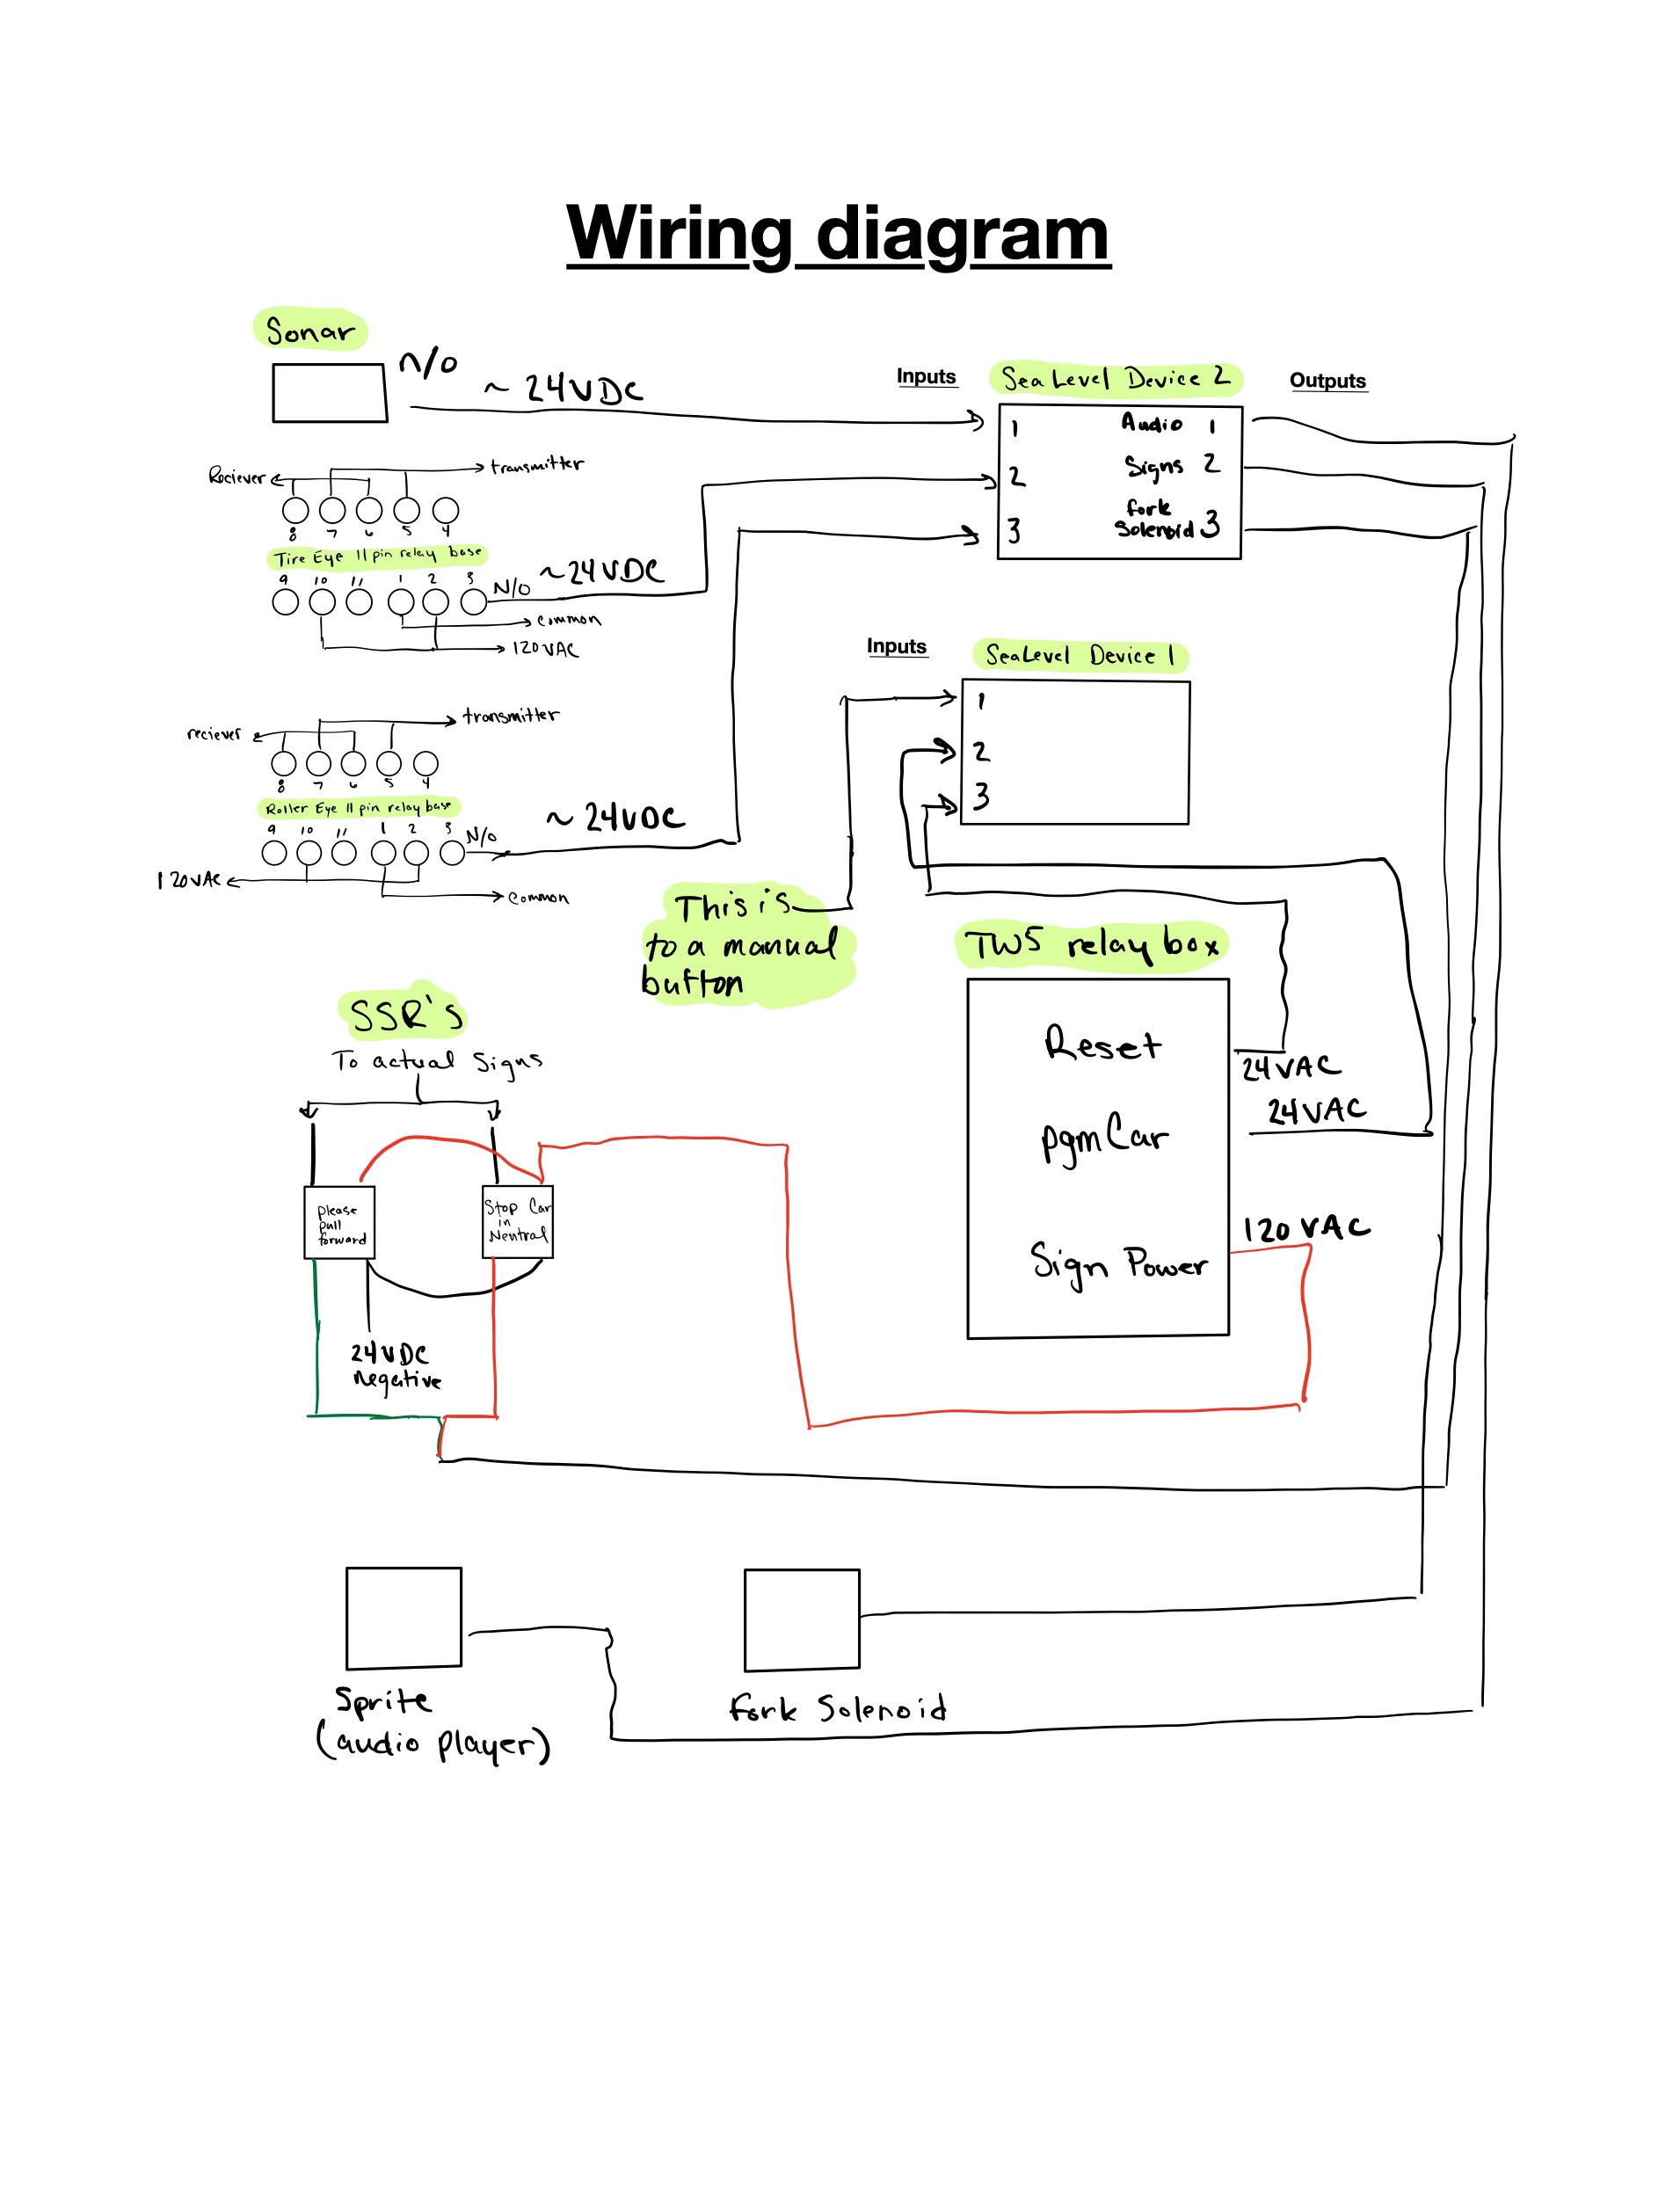 Wiring diagram
Sonar
N/O
~ 24VDC
Inputs
SeaLevel Device 2
Outputs
1
Audio 1
2
Signs 2
3
fork
Solenoid 3
Reciever
transmitter
8 7 6 5 4
Tire Eye 11 pin relay base
9 10 11 1 2 3
N/O
~24VDC
common
120VAC
Inputs
SeaLevel Device 1
1
2
3
reciever
transmitter
8 7 6 5 4
Roller Eye 11 pin relay base
9 10 11 1 2 3
N/O
~ 24VDC
120VAC
Common
This is
to a manual
button
TW5 relay box
Reset
24VAC
24VAC
pgmCar
120 VAC
Sign Power
SSR's
To actual Signs
please
pull
forward
Stop Car
in
Neutral
24VDC
Negative
Sprite
(audio player)
fork Solenoid